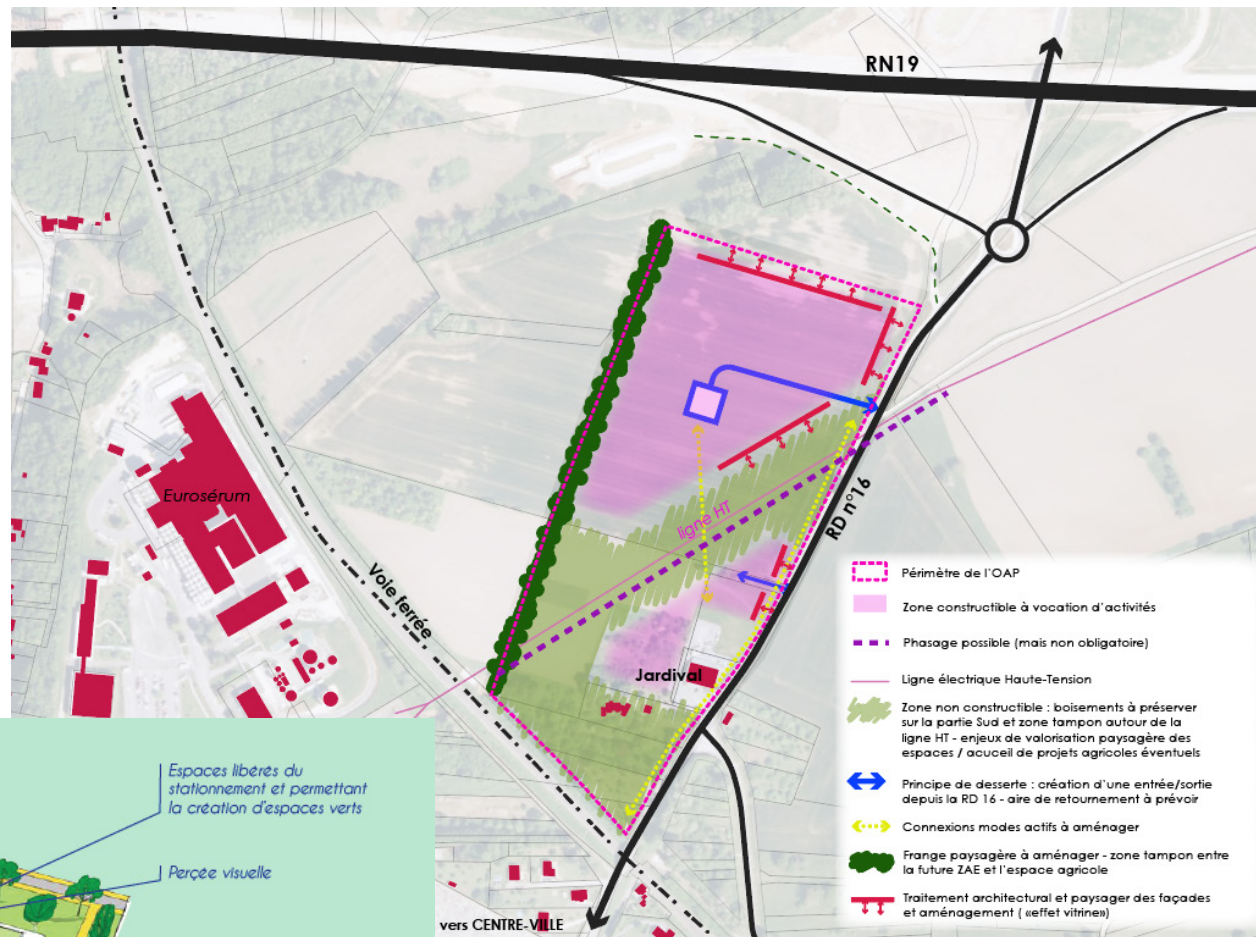 RN19
Eurosérum
ligne HT
RD n°16
Voie ferrée
Jardival
Périmètre de l'OAP
Zone constructible à vocation d'activités
Phasage possible (mais non obligatoire)
Ligne électrique Haute-Tension
Zone non constructible : boisements à préserver
sur la partie Sud et zone tampon autour de la
ligne HT - enjeux de valorisation paysagère des
espaces / acuceil de projets agricoles éventuels
Principe de desserte : création d'une entrée/sortie
depuis la RD 16 - aire de retournement à prévoir
Connexions modes actifs à aménager
Frange paysagère à aménager - zone tampon entre
la future ZAE et l'espace agricole
Traitement architectural et paysager des façades
et aménagement ( «effet vitrine»)
Espaces libérés du
stationnement et permettant
la création d'espaces verts
Perçée visuelle
vers CENTRE-VILLE